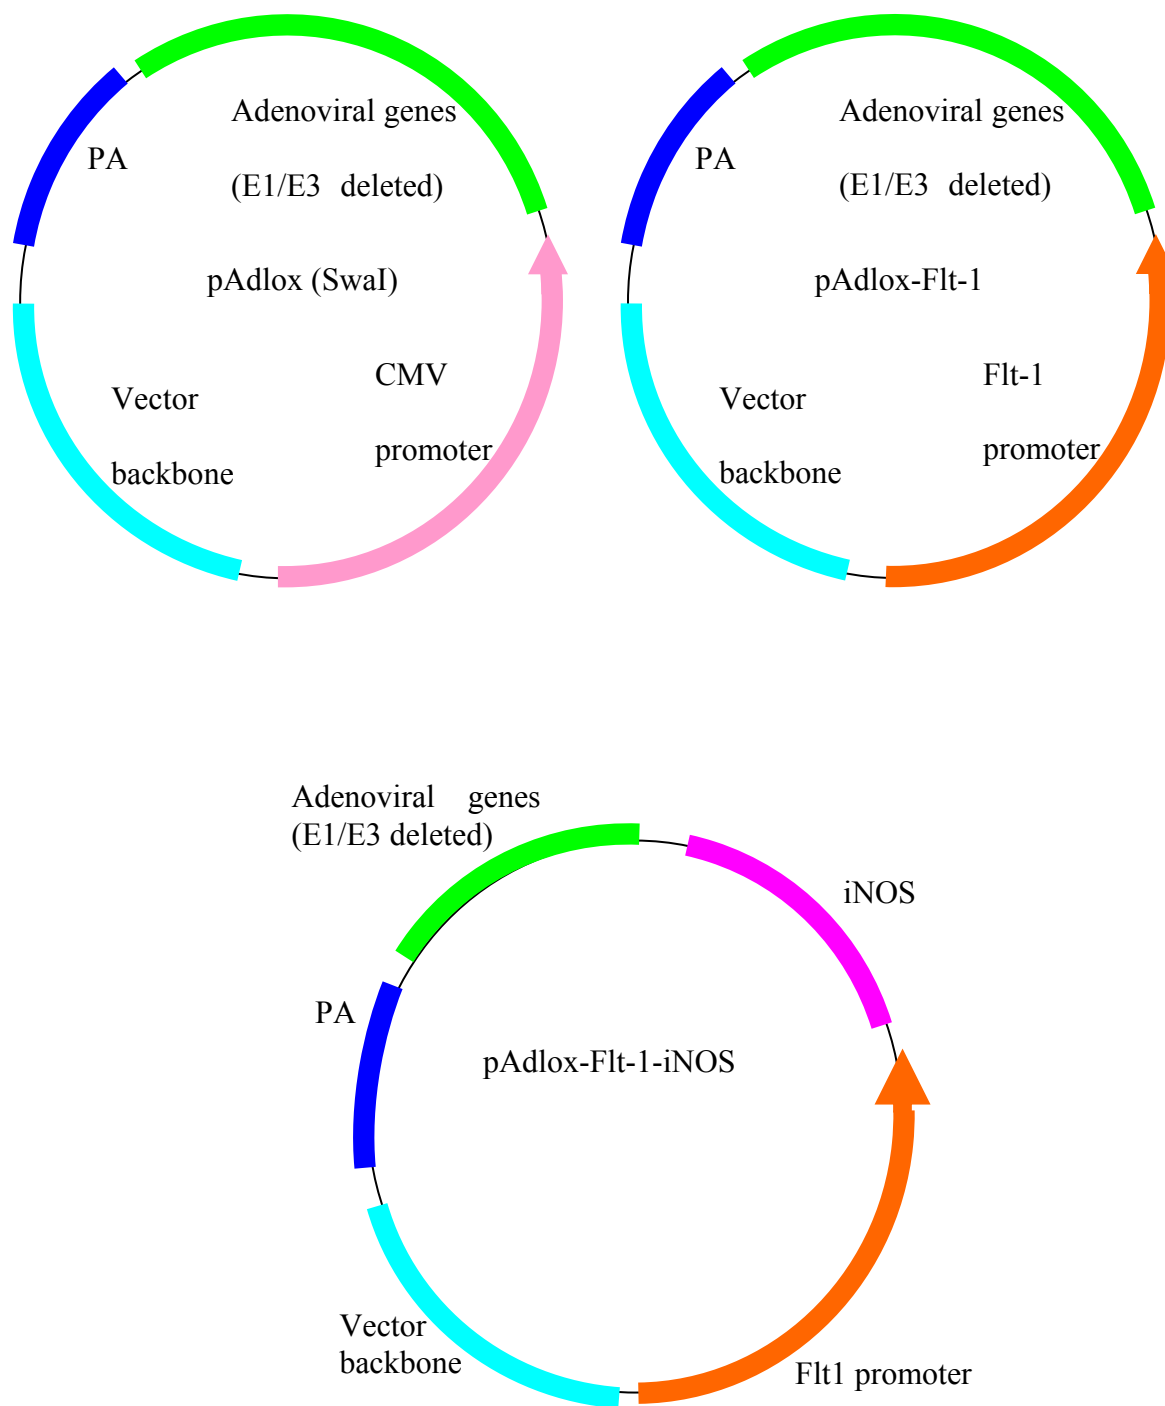 Adenoviral genes
(E1/E3 deleted)
PA
pAdlox (SwaI)
CMV
promoter
Vector
backbone
Adenoviral genes
(E1/E3 deleted)
PA
pAdlox-Flt-1
Flt-1
promoter
Vector
backbone
Adenoviral genes
(E1/E3 deleted)
iNOS
PA
pAdlox-Flt-1-iNOS
Vector
backbone
Flt1 promoter